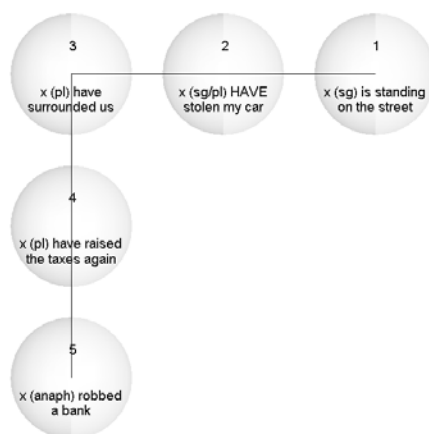 3
x (pl) have
surrounded us
2
x (sg/pl) HAVE
stolen my car
1
x (sg) is standing
on the street
4
x (pl) have raised
the taxes again
5
x (anaph) robbed
a bank